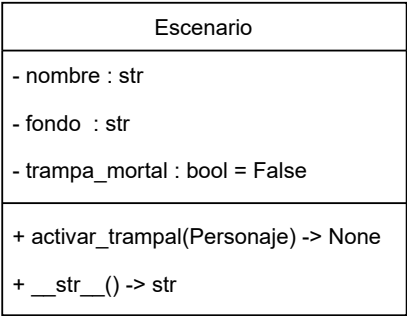 Escenario
- nombre : str
- fondo  : str
- trampa_mortal : bool = False
+ activar_trampal(Personaje) -> None
+ __str__() -> str